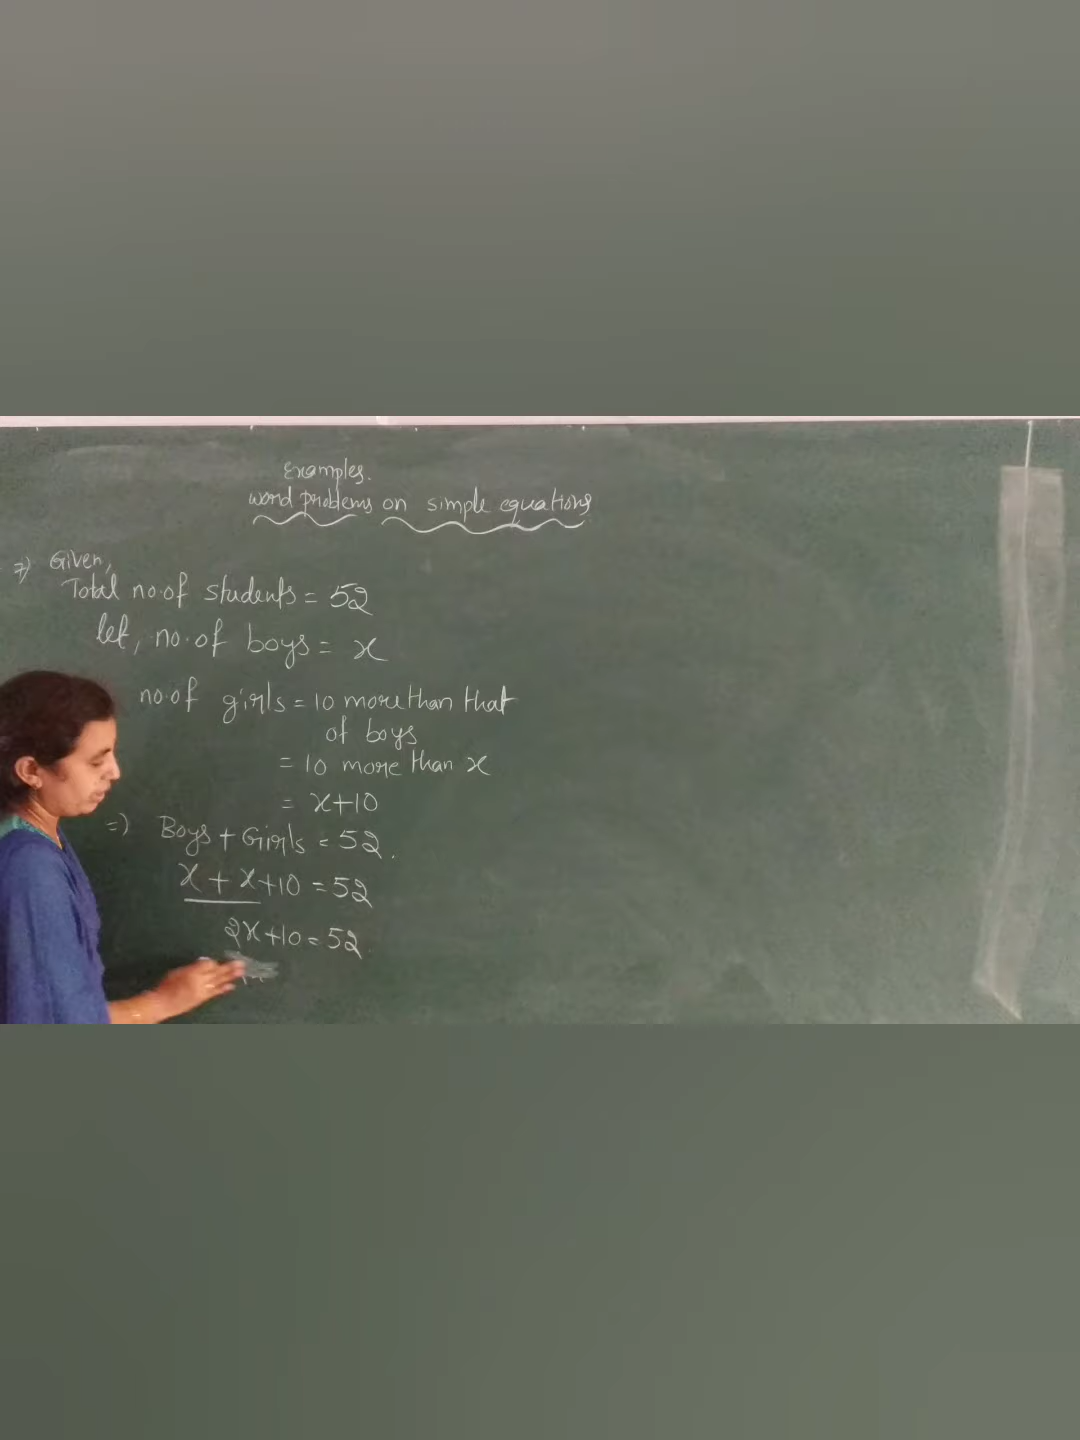 Examples.
word problems on simple equations
7) Given,
Total no.of students = 52
let, no.of boys = x
no.of girls = 10 more than that
of boys
= 10 more than x
= x+10
=) Boys + Girls = 52.
x + x+10 = 52
2x+10 = 52